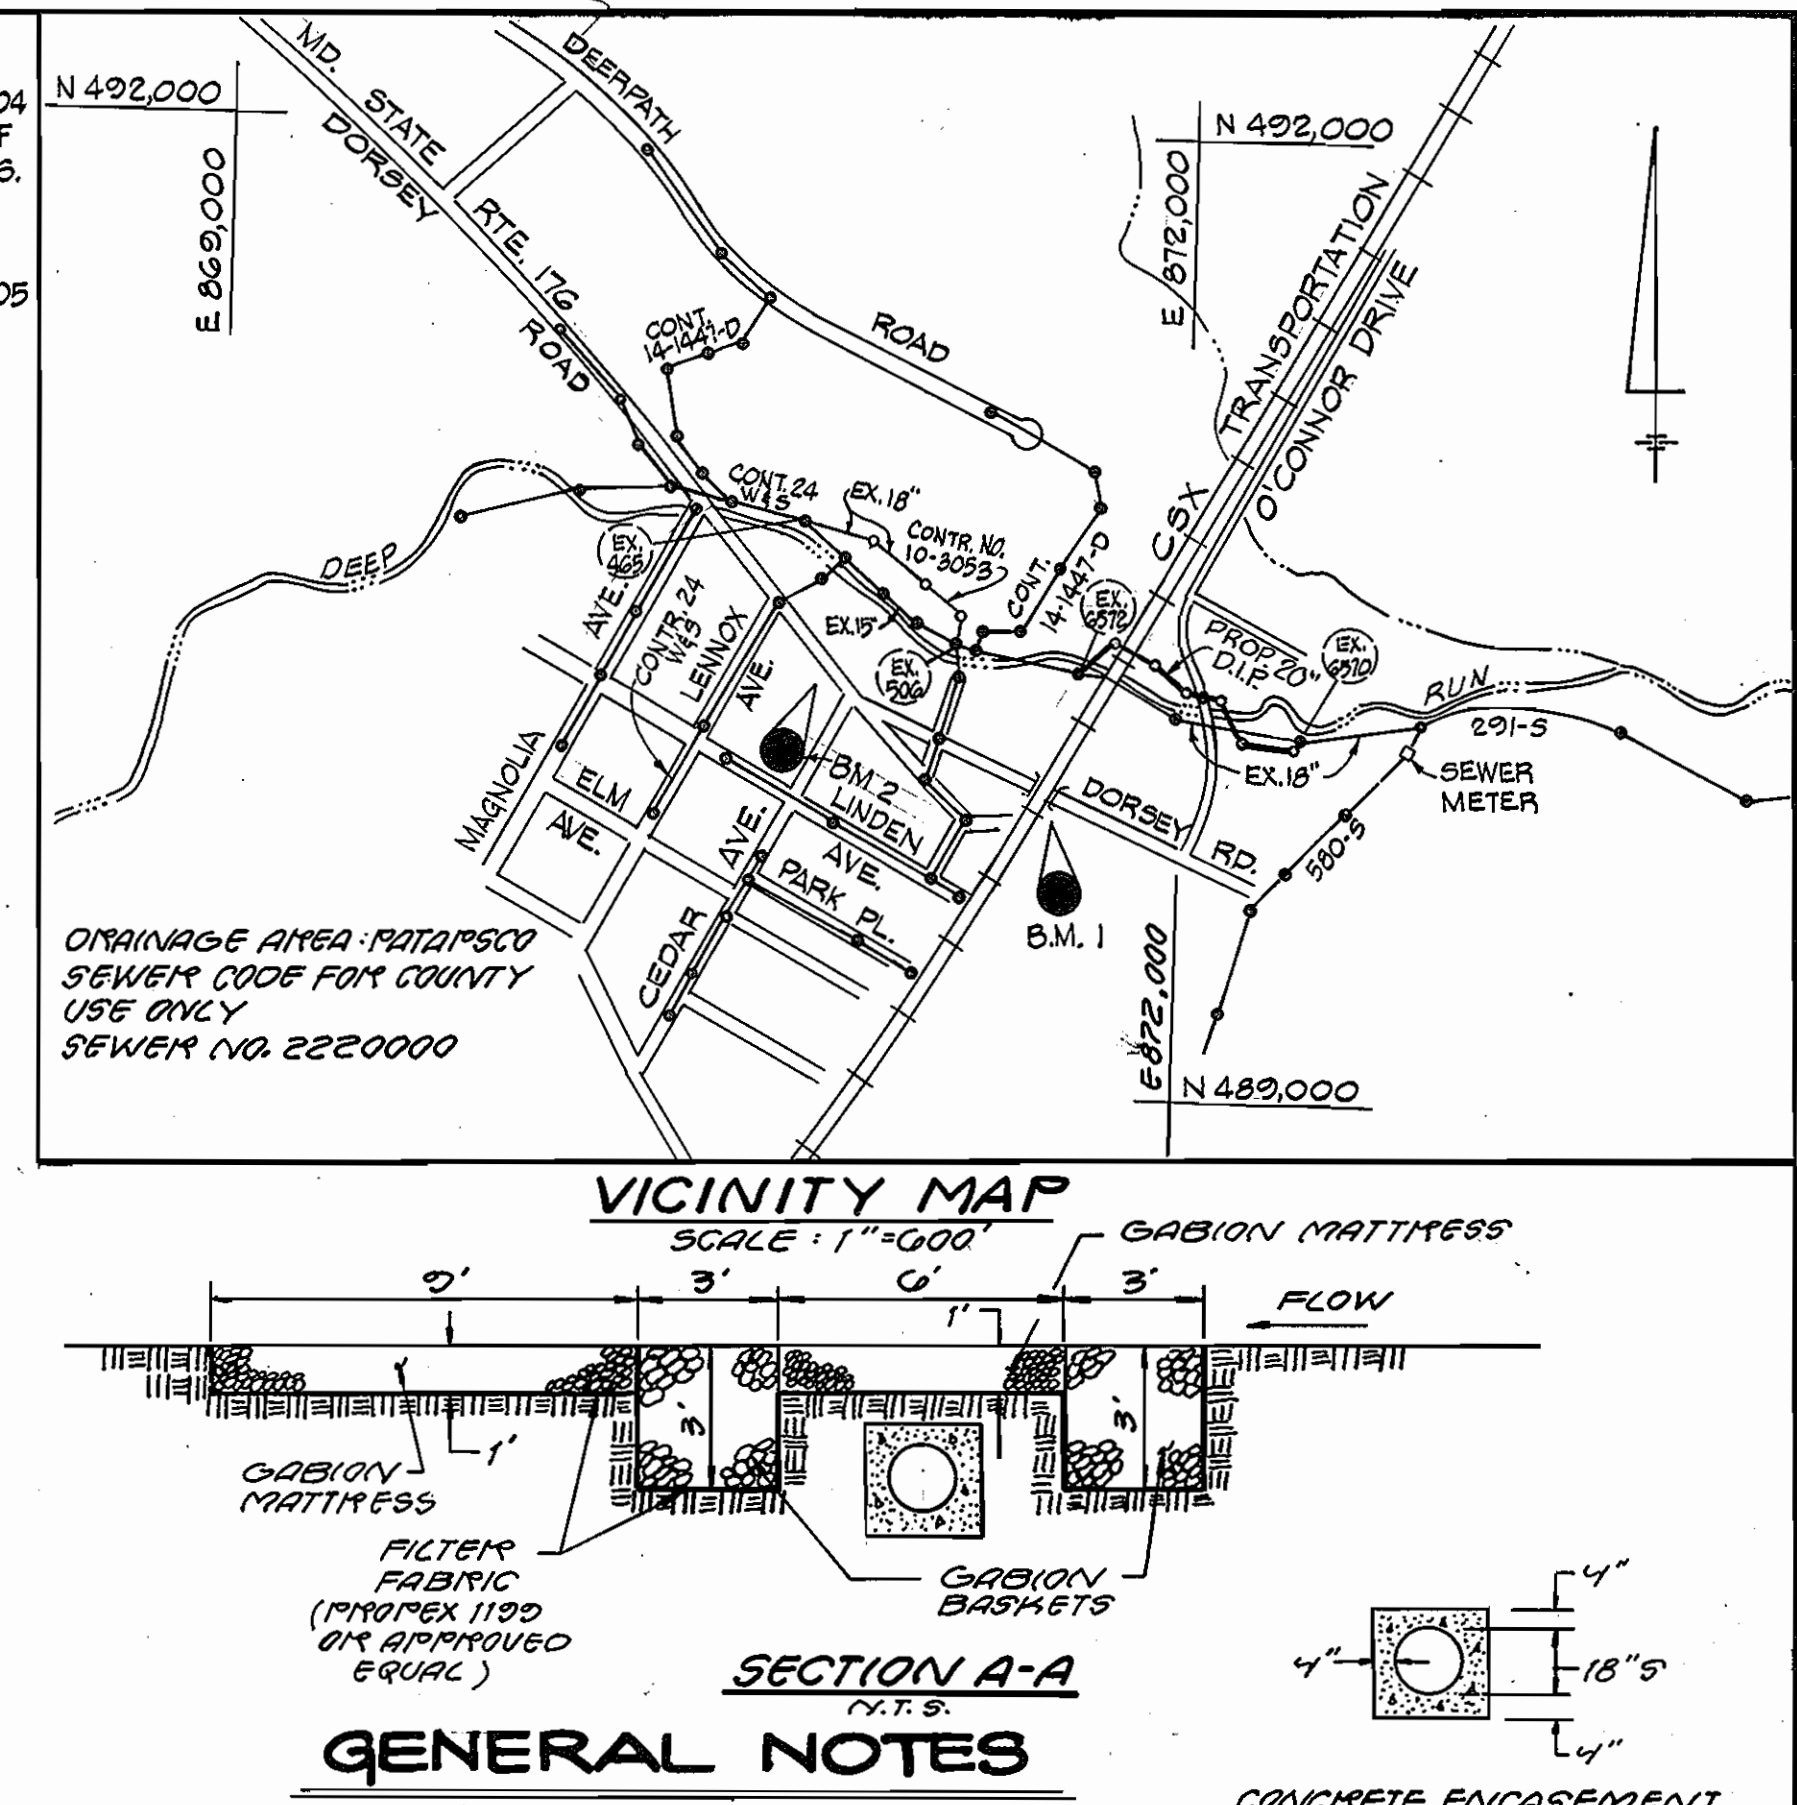 04
F
S.
05
N 492,000
E 869,000
MD. STATE RTE. 176
DORSEY ROAD
DEERPATH ROAD
CONT.
14-1447-D
N 492,000
E 872,000
CSX TRANSPORTATION
O'CONNOR DRIVE
DEEP
CONT. 24
W&S
EX. 18"
CONTR. NO.
10-3053
EX.
465
CONTR. 24
W&S
EX. 15"
EX.
506
CONT.
14-1447-D
EX.
6572
PROP 20"
D.I.P.
EX.
6570
RUN
291-S
EX. 18"
SEWER
METER
580-S
MAGNOLIA AVE.
LENNOX AVE.
ELM
AVE.
BM 2
LINDEN
AVE.
CEDAR AVE.
PARK PL.
DORSEY RD.
B.M. 1
E 872,000
N 489,000
DRAINAGE AREA: PATAPSCO
SEWER CODE FOR COUNTY
USE ONLY
SEWER NO. 2220000
VICINITY MAP
SCALE : 1"=600'
GABION MATTRESS
9'
3'
6'
3'
FLOW
1'
3'
3'
1'
GABION
MATTRESS
FILTER
FABRIC
(PROPEX 1199
OR APPROVED
EQUAL)
GABION
BASKETS
SECTION A-A
N.T.S.
4"
4"
18"S
4"
GENERAL NOTES
CONCRETE ENCASEMENT